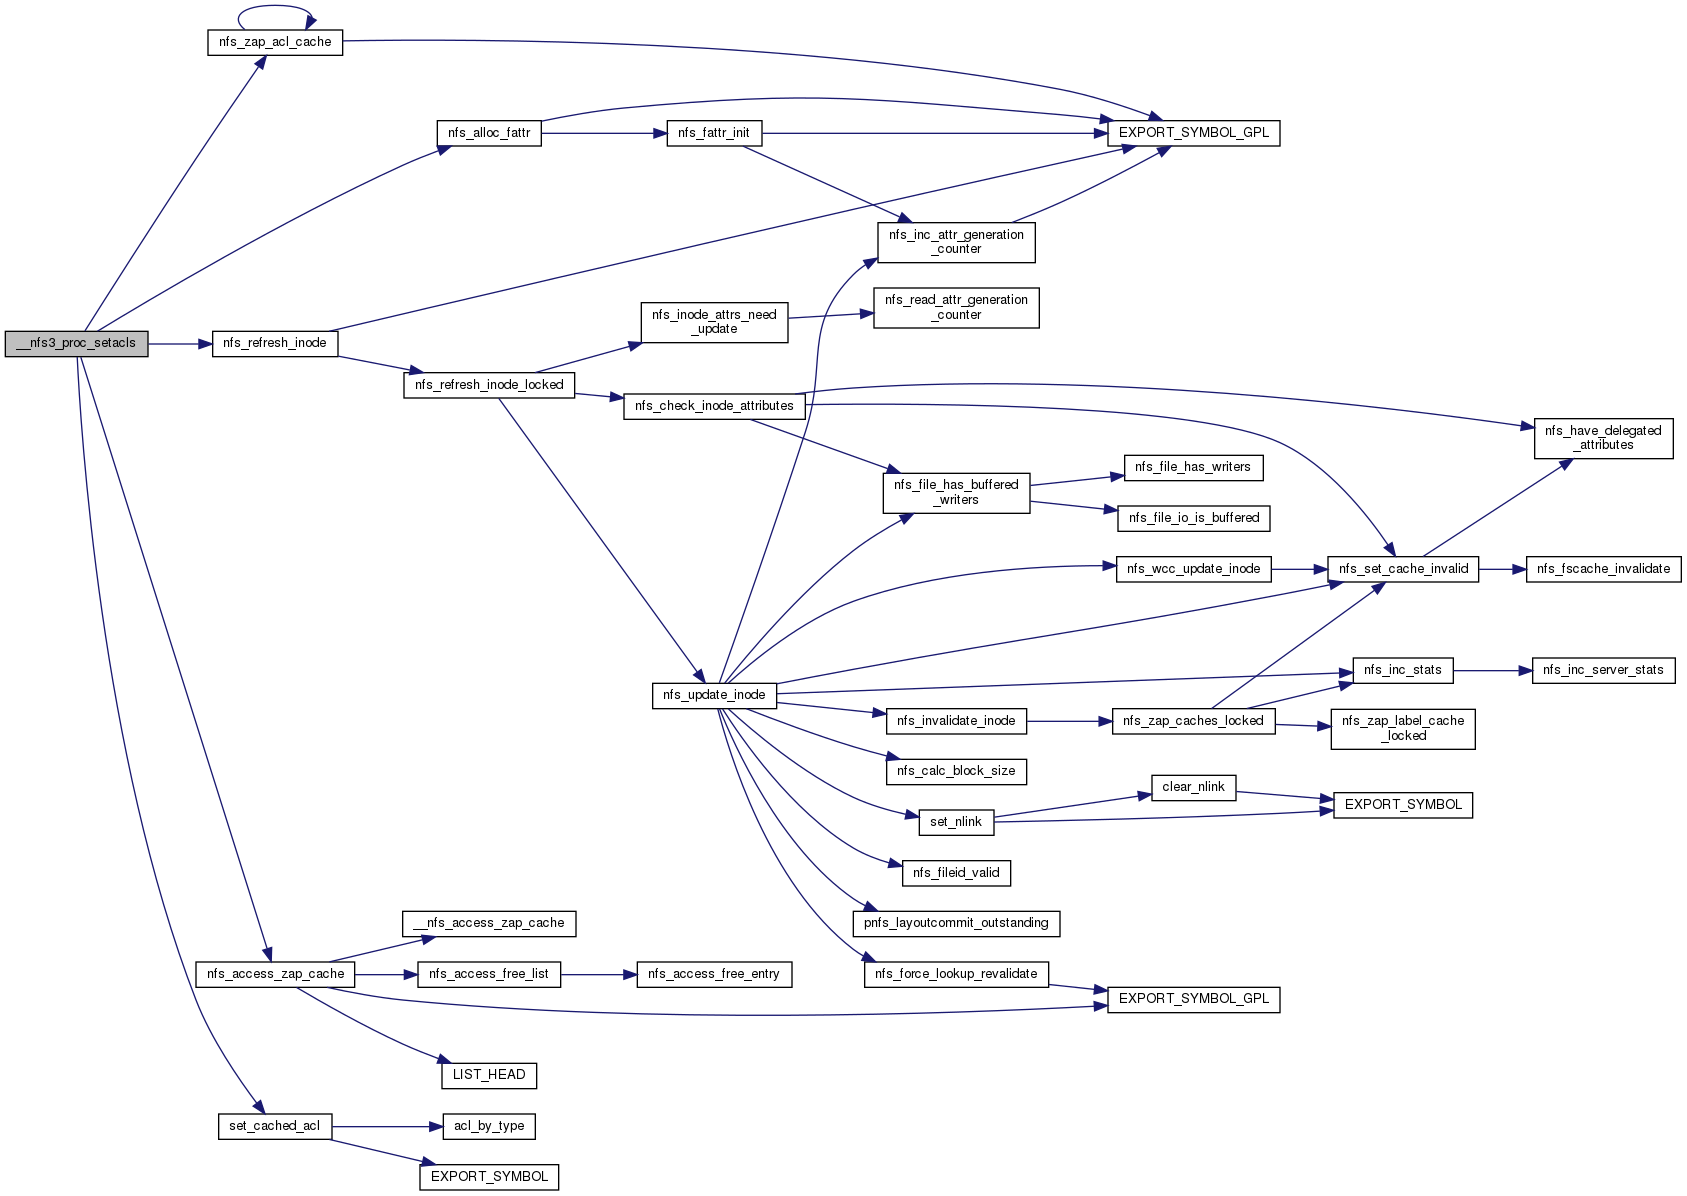 nfs_zap_acl_cache
nfs_alloc_fattr
nfs_fattr_init
EXPORT_SYMBOL_GPL
nfs_inc_attr_generation
_counter
nfs_read_attr_generation
_counter
nfs_inode_attrs_need
_update
__nfs3_proc_setacls
nfs_refresh_inode
nfs_refresh_inode_locked
nfs_check_inode_attributes
nfs_have_delegated
_attributes
nfs_file_has_buffered
_writers
nfs_file_has_writers
nfs_file_io_is_buffered
nfs_wcc_update_inode
nfs_set_cache_invalid
nfs_fscache_invalidate
nfs_update_inode
nfs_inc_stats
nfs_inc_server_stats
nfs_invalidate_inode
nfs_zap_caches_locked
nfs_zap_label_cache
_locked
nfs_calc_block_size
clear_nlink
EXPORT_SYMBOL
set_nlink
nfs_fileid_valid
__nfs_access_zap_cache
pnfs_layoutcommit_outstanding
nfs_access_zap_cache
nfs_access_free_list
nfs_access_free_entry
nfs_force_lookup_revalidate
EXPORT_SYMBOL_GPL
LIST_HEAD
set_cached_acl
acl_by_type
EXPORT_SYMBOL